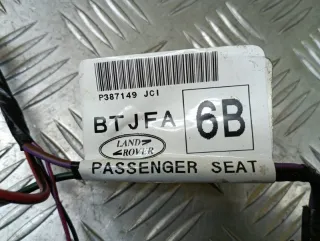 P387149 JCI
BTJFA 6B
LAND
ROVER
PASSENGER SEAT